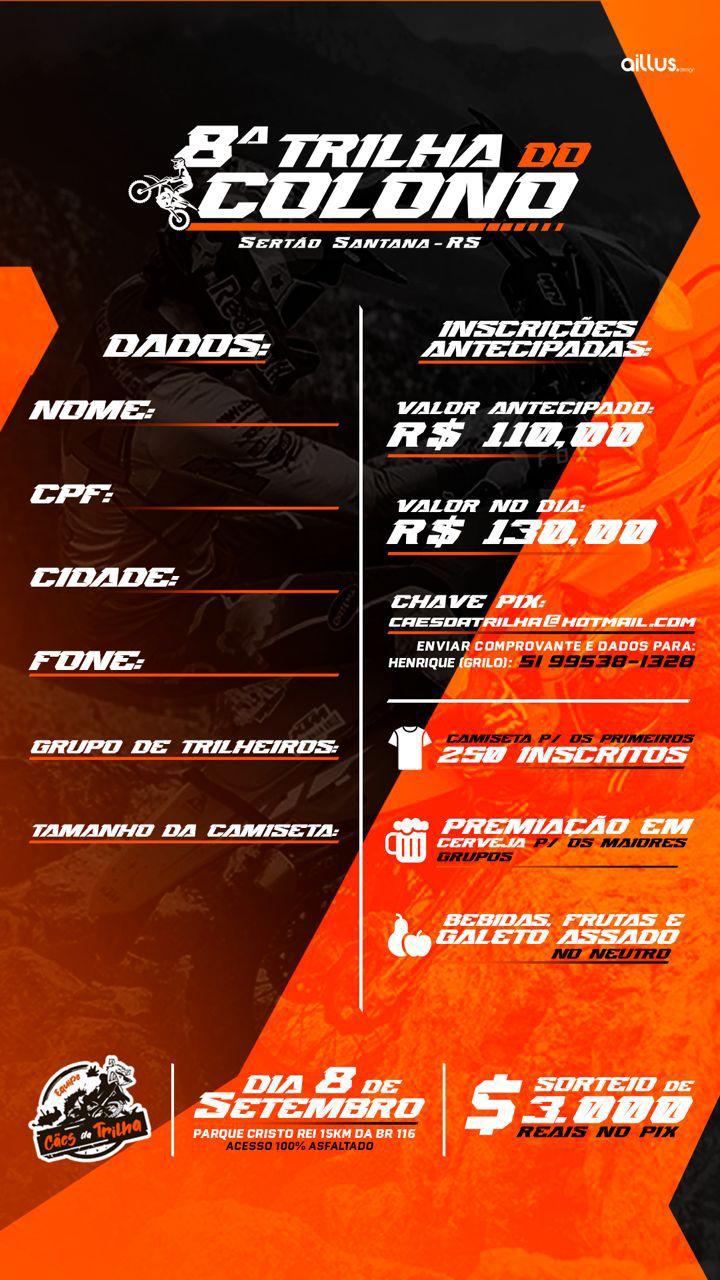 aillus.
8ª TRILHA DO
COLONO
SERTÃO SANTANA-RS
DADOS:
NOME:
CPF:
CIDADE:
FONE:
GRUPO DE TRILHEIROS:
TAMANHO DA CAMISETA:
INSCRIÇÕES
ANTECIPADAS:
VALOR ANTECIPADO:
R$ 110,00
VALOR NO DIA:
R$ 130,00
CHAVE PIX:
CAESDATRILHA@HOTMAIL.COM
ENVIAR COMPROVANTE E DADOS PARA:
HENRIQUE (GRILO): 51 99538-1328
CAMISETA P/ OS PRIMEIROS
250 INSCRITOS
PREMIAÇÃO EM
CERVEJA P/ OS MAIORES
GRUPOS
BEBIDAS, FRUTAS E
GALETO ASSADO
NO NEUTRO
Equipe
Cães da Trilha
DIA 8 DE
SETEMBRO
PARQUE CRISTO REI 15KM DA BR 116
ACESSO 100% ASFALTADO
$ SORTEIO DE
3.000
REAIS NO PIX